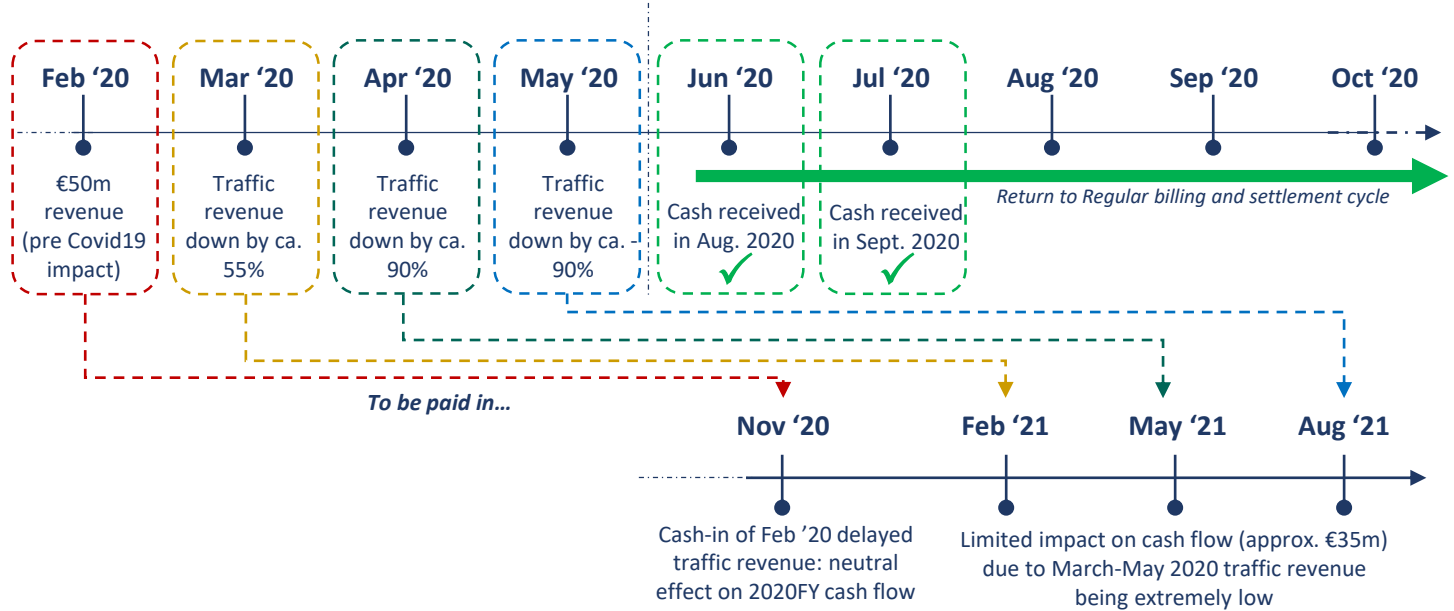 Feb ‘20
Mar ‘20
Apr ‘20
May ‘20
Jun ‘20
Jul ‘20
Aug ‘20
Sep ‘20
Oct ‘20
€50m
revenue
(pre Covid19
impact)
Traffic
revenue
down by ca.
55%
Traffic
revenue
down by ca.
90%
Traffic
revenue
down by ca. -
90%
Cash received
in Aug. 2020
Cash received
in Sept. 2020
Return to Regular billing and settlement cycle
To be paid in…
Nov ‘20
Feb ‘21
May ‘21
Aug ‘21
Cash-in of Feb ’20 delayed
traffic revenue: neutral
effect on 2020FY cash flow
Limited impact on cash flow (approx. €35m)
due to March-May 2020 traffic revenue
being extremely low